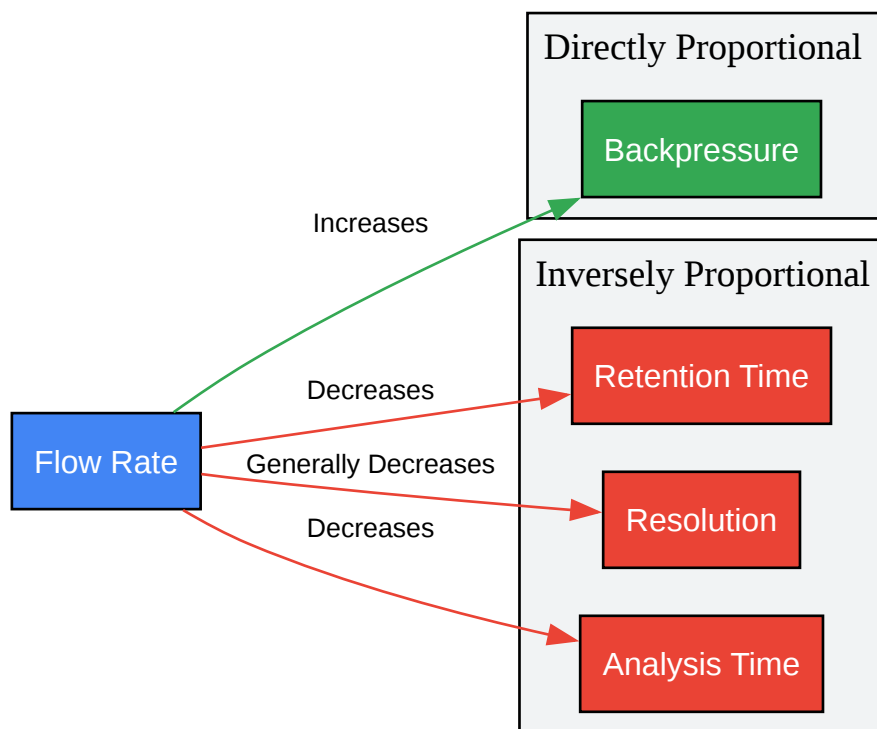 Directly Proportional
Backpressure
Increases
Inversely Proportional
Retention Time
Decreases
Flow Rate
Generally Decreases
Resolution
Decreases
Analysis Time